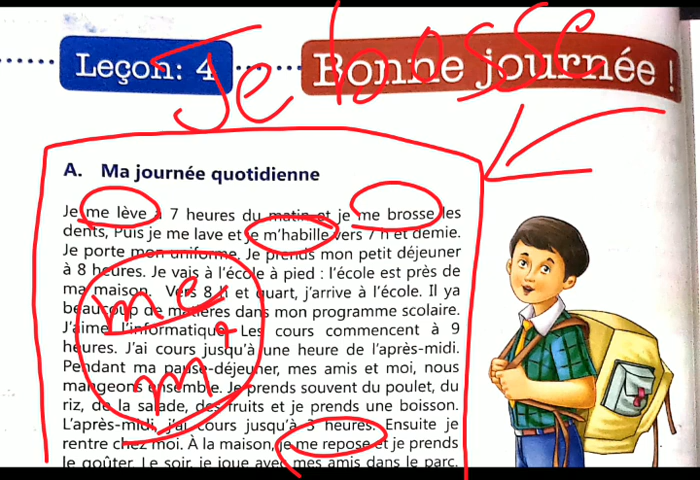 Je bosse
Leçon: 4
Bonne journée !
A. Ma journée quotidienne
Je me lève à 7 heures du matin et je me brosse les
dents, Puis je me lave et je m'habille vers 7 h et demie.
Je porte mon uniforme. Je prends mon petit déjeuner
à 8 heures. Je vais à l'école à pied : l'école est près de
ma maison. Vers 8 h et quart, j'arrive à l'école. Il ya
beaucoup de matières dans mon programme scolaire.
J'aime l'informatique. Les cours commencent à 9
heures. J'ai cours jusqu'à une heure de l'après-midi.
Pendant ma pause-déjeuner, mes amis et moi, nous
mangeons ensemble. Je prends souvent du poulet, du
riz, de la salade, des fruits et je prends une boisson.
L'après-midi, j'ai cours jusqu'à 3 heures. Ensuite je
rentre chez moi. À la maison, je me repose et je prends
le goûter. Le soir, je joue avec mes amis dans le parc.
me
m'